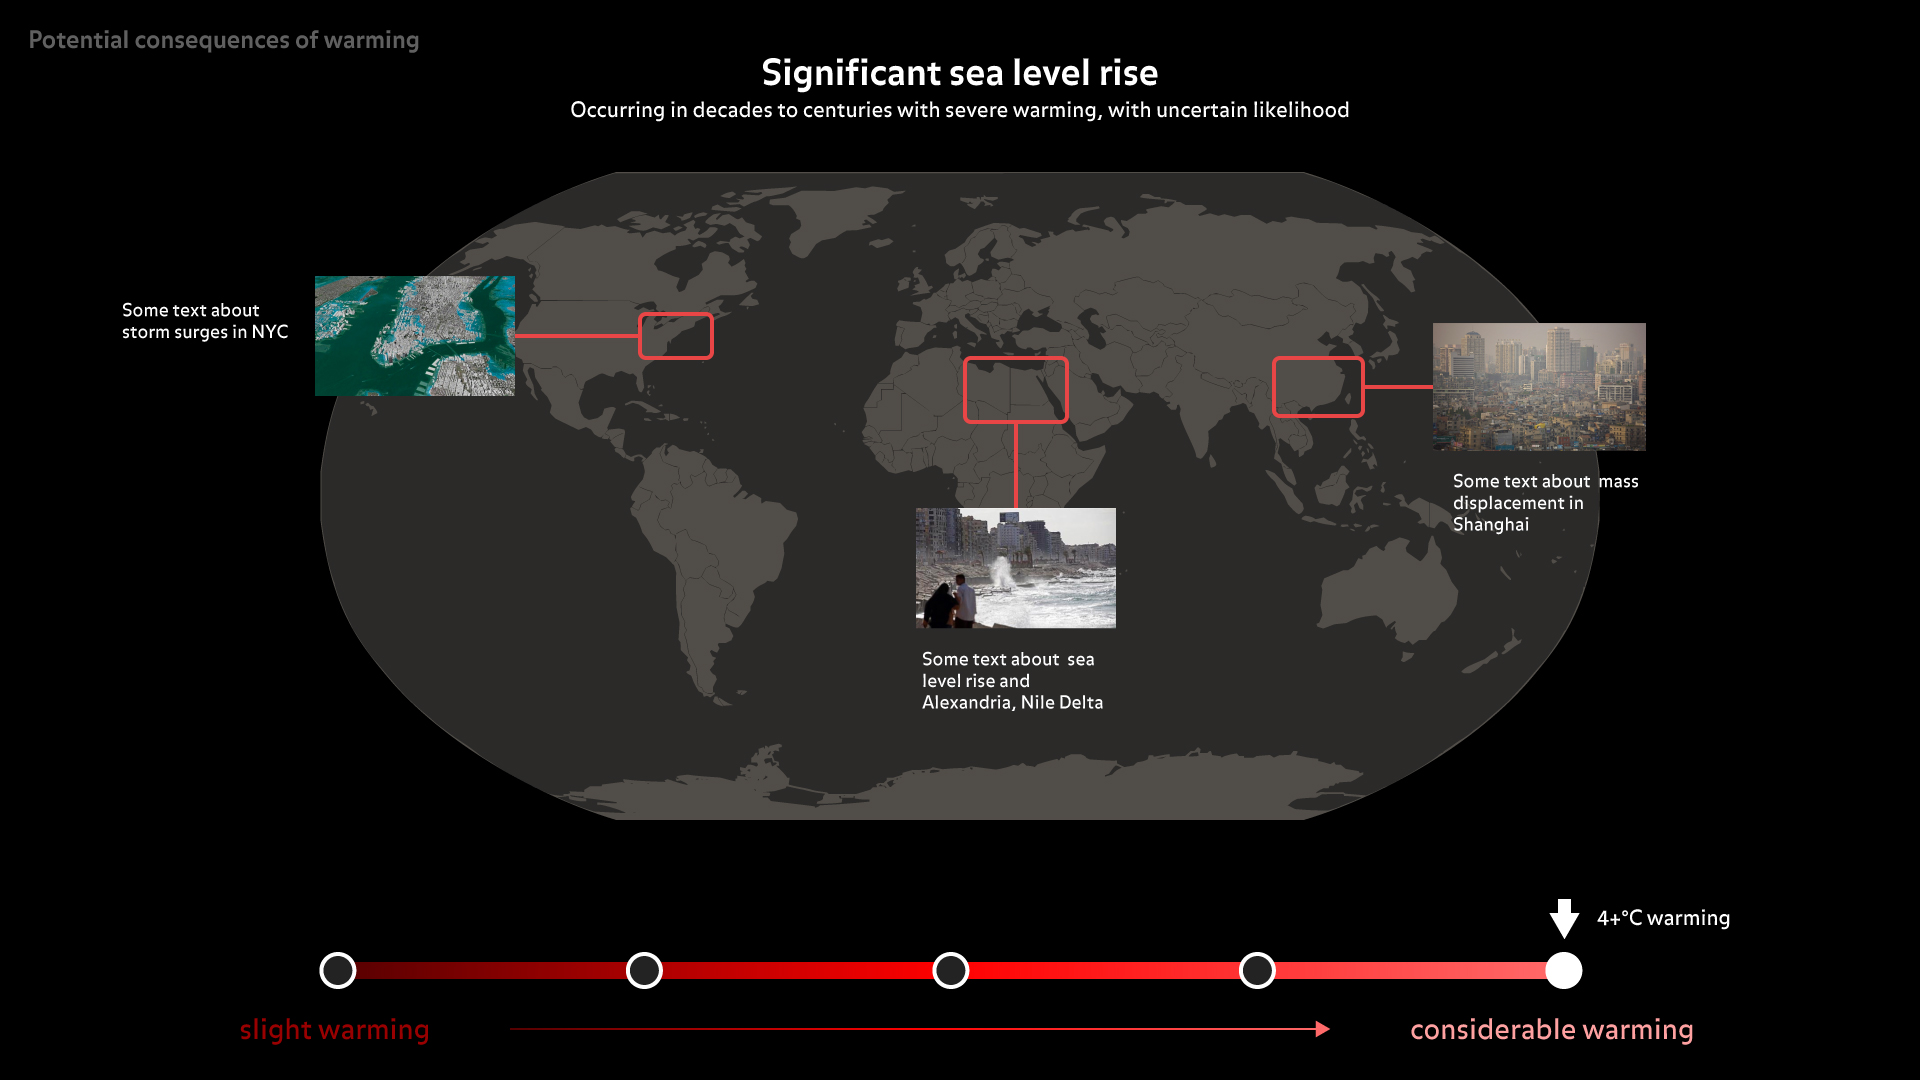 Potential consequences of warming
Significant sea level rise
Occurring in decades to centuries with severe warming, with uncertain likelihood
Some text about
storm surges in NYC
Some text about mass
displacement in
Shanghai
Some text about sea
level rise and
Alexandria, Nile Delta
4+°C warming
slight warming
considerable warming